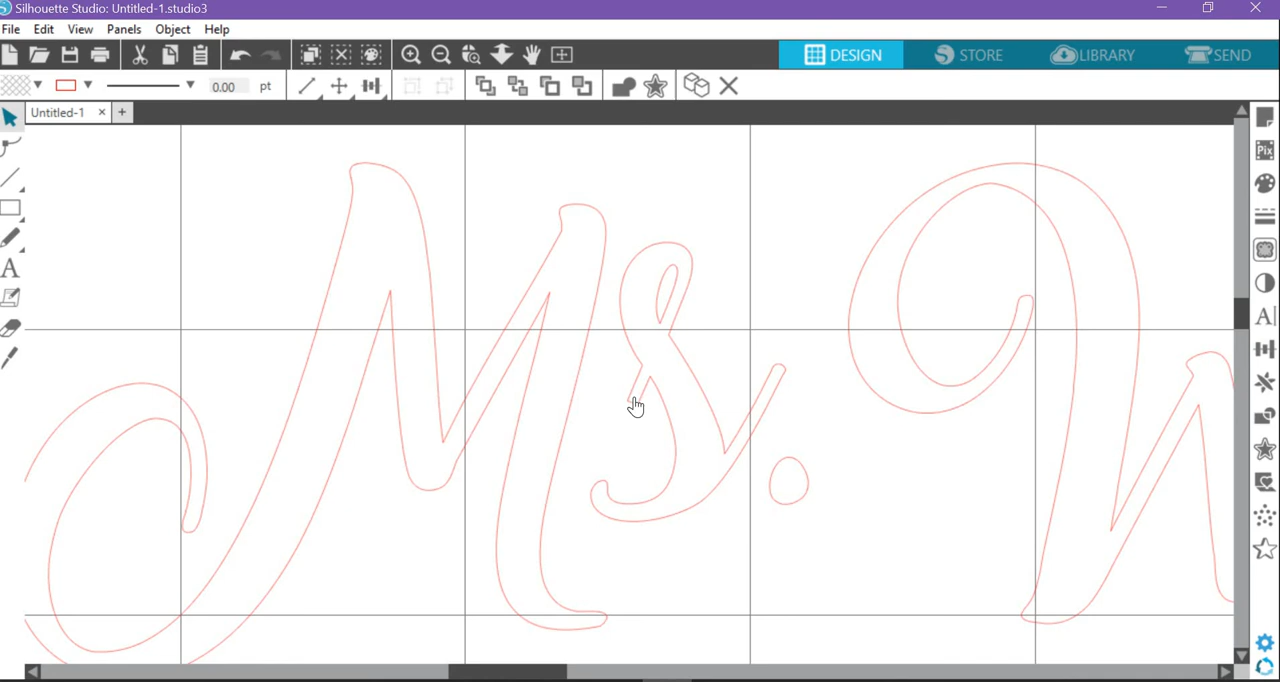 Silhouette Studio: Untitled-1.studio3
File Edit View Panels Object Help
DESIGN STORE LIBRARY SEND
0.00 pt
Untitled-1
Pix
Ms.